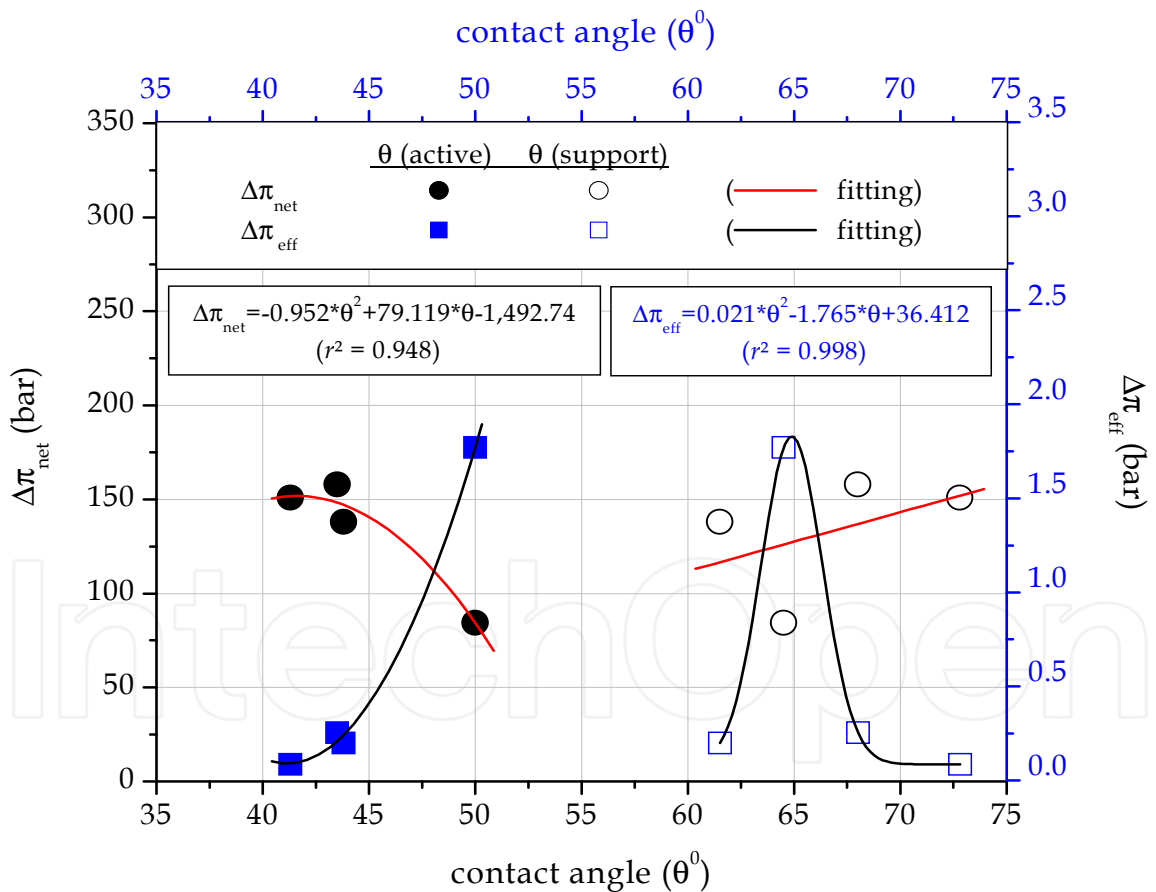 contact angle (θ⁰)
35 40 45 50 55 60 65 70 75
350 3.5
θ (active) θ (support)
Δπnet ( fitting)
300 3.0
Δπeff ( fitting)
250 2.5
Δπnet=-0.952*θ²+79.119*θ-1,492.74 Δπeff=0.021*θ²-1.765*θ+36.412
(r² = 0.948) (r² = 0.998)
200 2.0
Δπnet (bar) Δπeff (bar)
150 1.5
100 1.0
IntechOpen
50 0.5
0 0.0
35 40 45 50 55 60 65 70 75
contact angle (θ⁰)